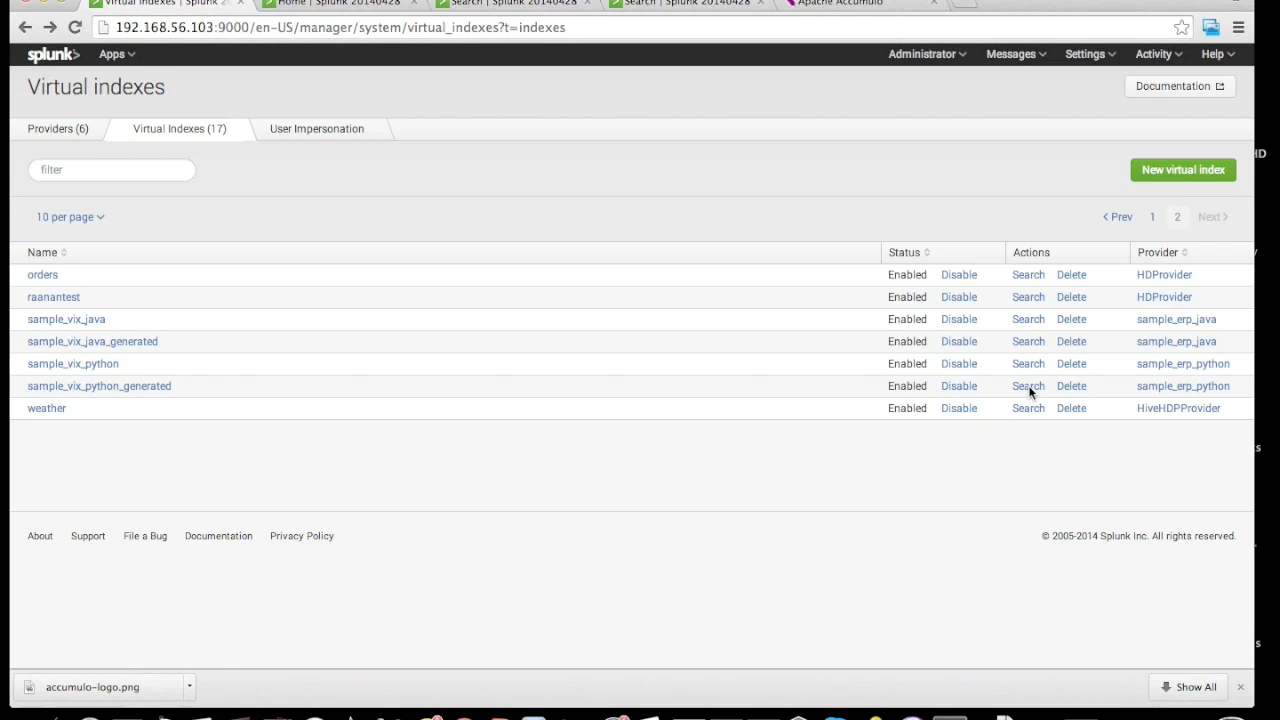 Virtual Indexes | Splunk 20 Home | Splunk 20140428 Search | Splunk 20140428 Search | Splunk 20140428 Apache Accumulo
192.168.56.103:9000/en-US/manager/system/virtual_indexes?t=indexes
splunk> Apps Administrator Messages Settings Activity Help
Virtual indexes Documentation
Providers (6) Virtual Indexes (17) User Impersonation
filter New virtual index
10 per page < Prev 1 2 Next >
Name Status Actions Provider
orders Enabled Disable Search Delete HDProvider
raanantest Enabled Disable Search Delete HDProvider
sample_vix_java Enabled Disable Search Delete sample_erp_java
sample_vix_java_generated Enabled Disable Search Delete sample_erp_java
sample_vix_python Enabled Disable Search Delete sample_erp_python
sample_vix_python_generated Enabled Disable Search Delete sample_erp_python
weather Enabled Disable Search Delete HiveHDPProvider
About Support File a Bug Documentation Privacy Policy © 2005-2014 Splunk Inc. All rights reserved.
accumulo-logo.png Show All